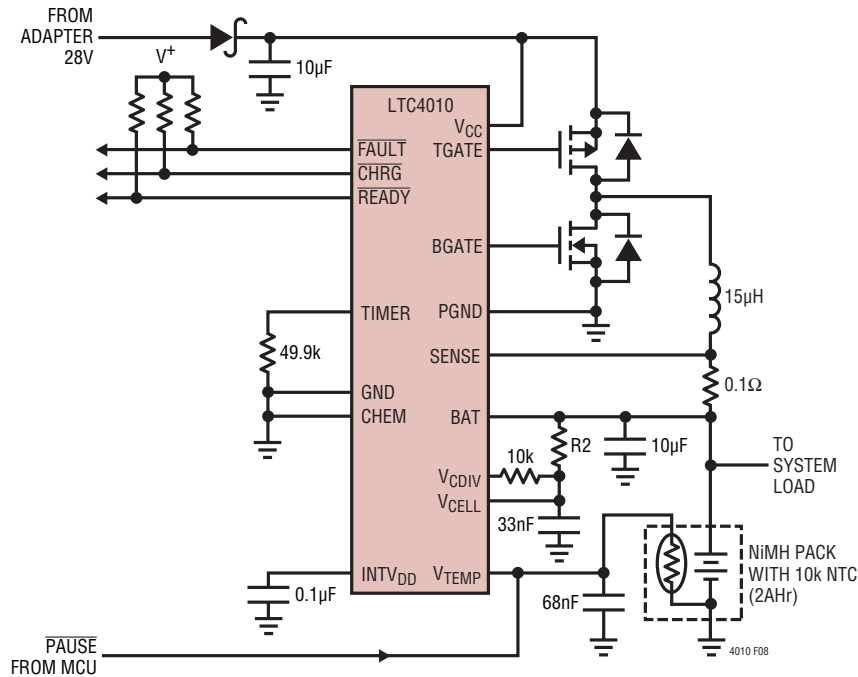 FROM
ADAPTER
28V
V+
10µF
LTC4010
VCC
FAULT
TGATE
CHRG
READY
BGATE
15µH
TIMER
PGND
SENSE
49.9k
0.1Ω
GND
CHEM
BAT
R2
10µF
TO
SYSTEM
LOAD
10k
VCDIV
VCELL
33nF
INTVDD
VTEMP
0.1µF
68nF
NiMH PACK
WITH 10k NTC
(2AHr)
PAUSE
FROM MCU
4010 F08